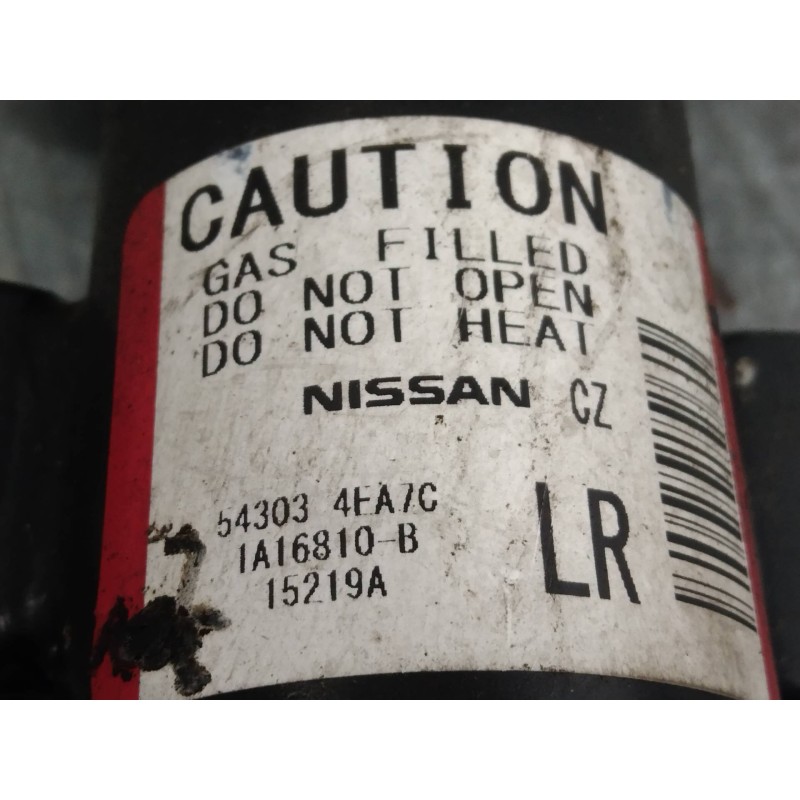 CAUTION
GAS FILLED
DO NOT OPEN
DO NOT HEAT
NISSAN CZ
54303 4EA7C
1A16810-B
15219A
LR